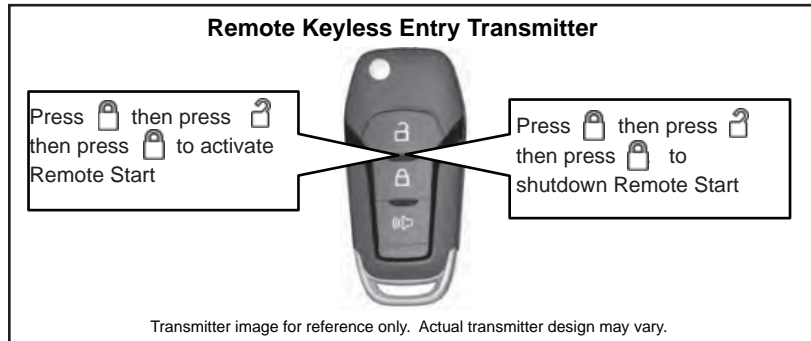 Remote Keyless Entry Transmitter
Press 🔒 then press 🔓
then press 🔒 to activate
Remote Start
Press 🔒 then press 🔓
then press 🔒 to
shutdown Remote Start
Transmitter image for reference only. Actual transmitter design may vary.